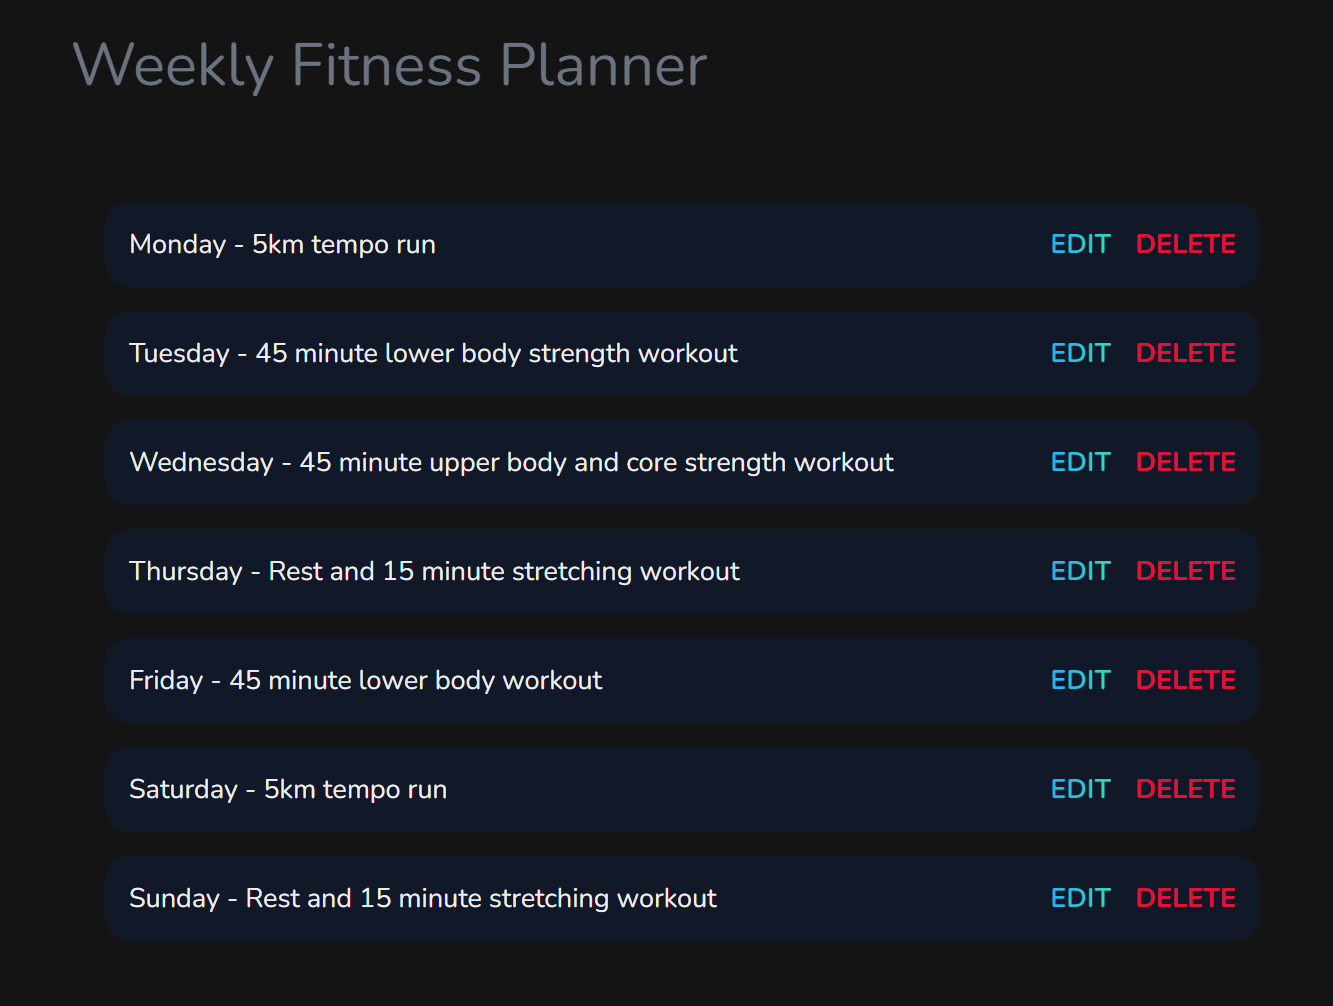 Weekly Fitness Planner
Monday - 5km tempo run EDIT DELETE
Tuesday - 45 minute lower body strength workout EDIT DELETE
Wednesday - 45 minute upper body and core strength workout EDIT DELETE
Thursday - Rest and 15 minute stretching workout EDIT DELETE
Friday - 45 minute lower body workout EDIT DELETE
Saturday - 5km tempo run EDIT DELETE
Sunday - Rest and 15 minute stretching workout EDIT DELETE